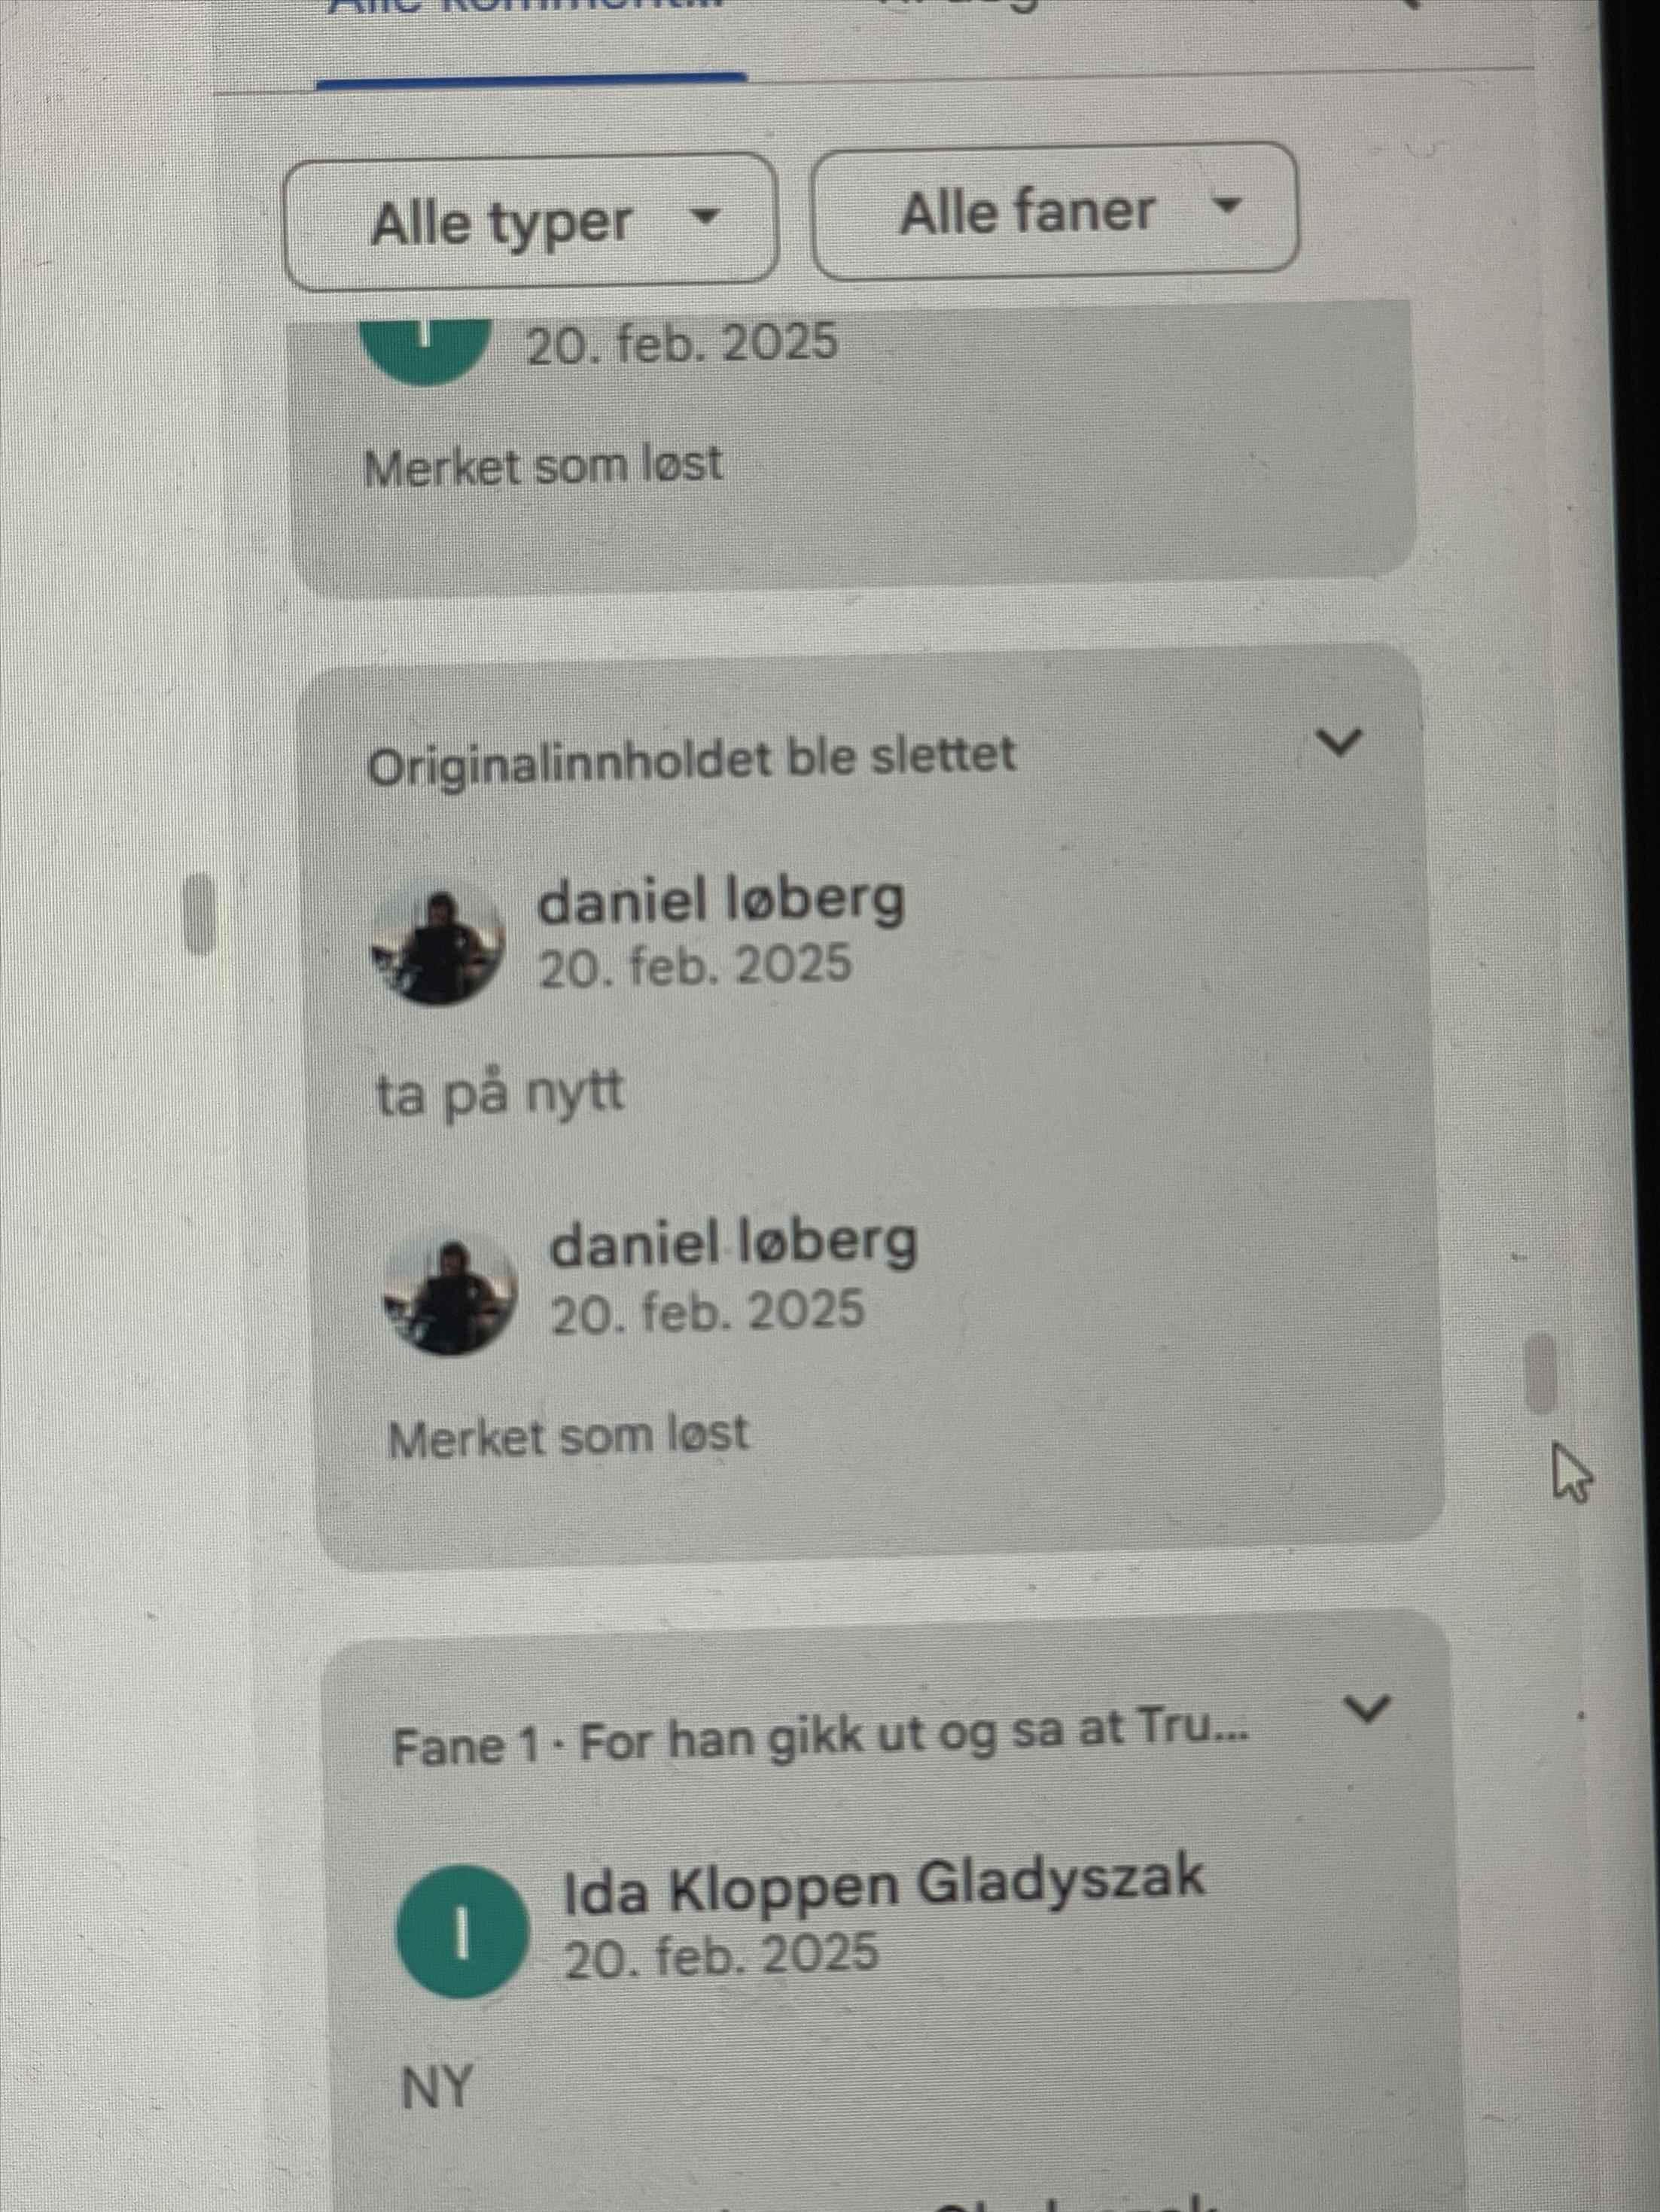 Alle komment...
Alle typer
Alle faner
20. feb. 2025
Merket som løst
Originalinnholdet ble slettet
daniel løberg
20. feb. 2025
ta på nytt
daniel løberg
20. feb. 2025
Merket som løst
Fane 1 · For han gikk ut og sa at Tru...
I
Ida Kloppen Gladyszak
20. feb. 2025
NY